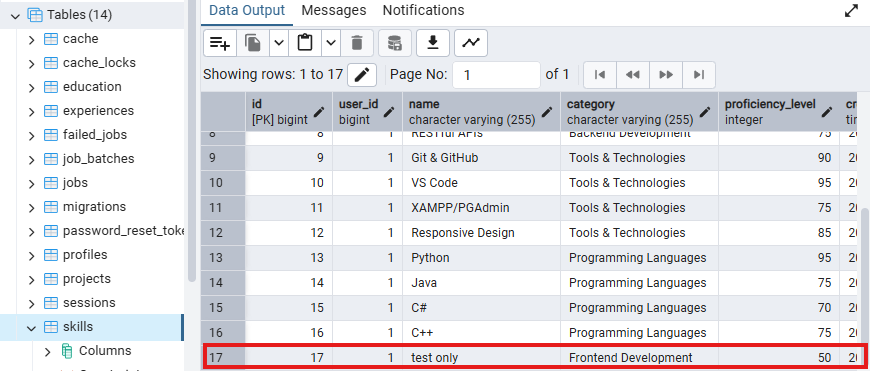 Tables (14)
cache
cache_locks
education
experiences
failed_jobs
job_batches
jobs
migrations
password_reset_toke
profiles
projects
sessions
skills
Columns
Data Output Messages Notifications
Showing rows: 1 to 17 Page No: 1 of 1
id user_id name category proficiency_level cr
[PK] bigint bigint character varying (255) character varying (255) integer tin
8 8 1 RESTful APIs Backend Development 75 20
9 9 1 Git & GitHub Tools & Technologies 90 20
10 10 1 VS Code Tools & Technologies 95 20
11 11 1 XAMPP/PGAdmin Tools & Technologies 75 20
12 12 1 Responsive Design Tools & Technologies 85 20
13 13 1 Python Programming Languages 95 20
14 14 1 Java Programming Languages 75 20
15 15 1 C# Programming Languages 70 20
16 16 1 C++ Programming Languages 75 20
17 17 1 test only Frontend Development 50 20